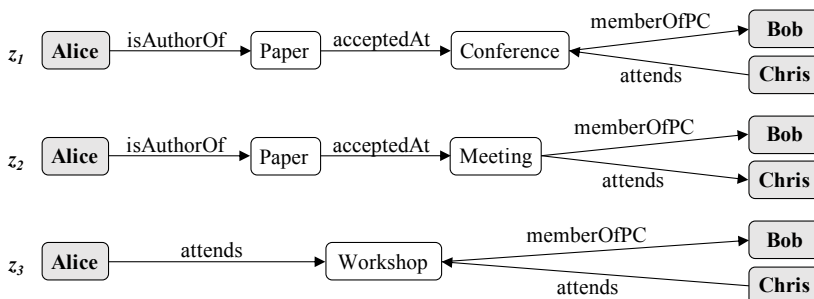 memberOfPC
Bob
isAuthorOf
acceptedAt
z1 Alice Paper Conference
attends
Chris
memberOfPC
Bob
isAuthorOf
acceptedAt
z2 Alice Paper Meeting
attends
Chris
memberOfPC
Bob
attends
z3 Alice Workshop
attends
Chris